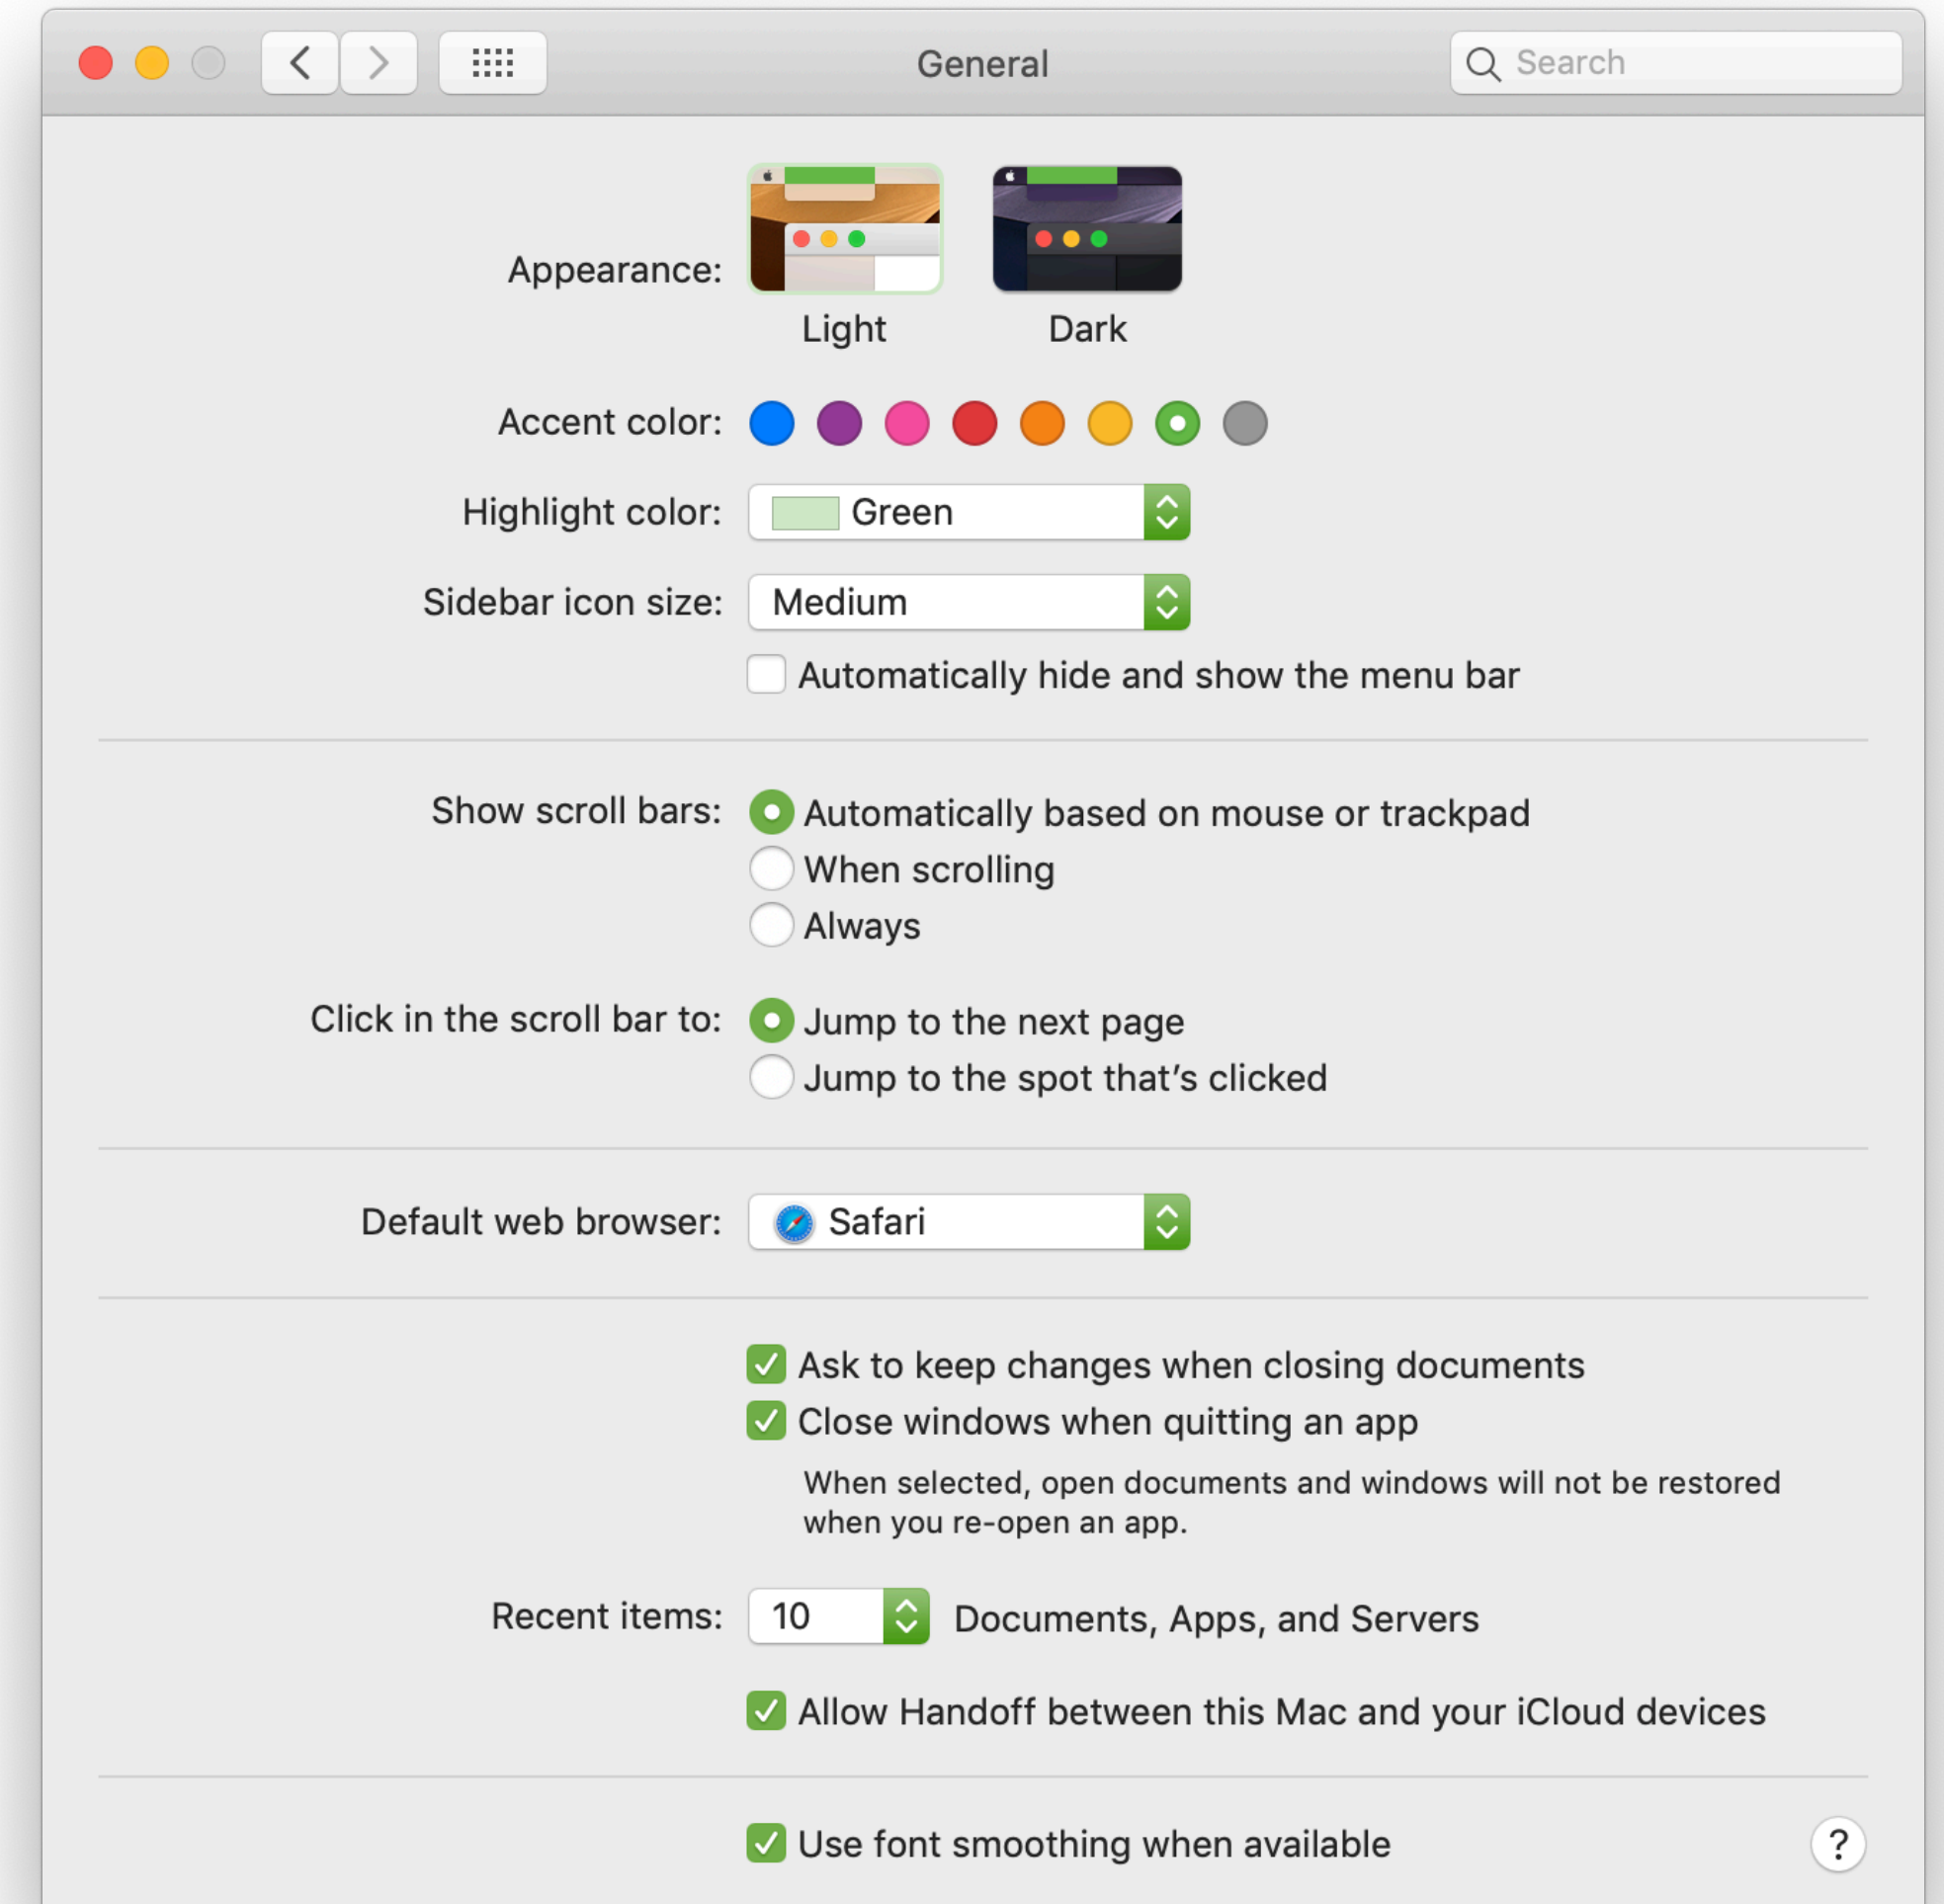 General
Search
Appearance:
Light
Dark
Accent color:
Highlight color:
Green
Sidebar icon size:
Medium
Automatically hide and show the menu bar
Show scroll bars:
Automatically based on mouse or trackpad
When scrolling
Always
Click in the scroll bar to:
Jump to the next page
Jump to the spot that’s clicked
Default web browser:
Safari
Ask to keep changes when closing documents
Close windows when quitting an app
When selected, open documents and windows will not be restored
when you re-open an app.
Recent items:
10
Documents, Apps, and Servers
Allow Handoff between this Mac and your iCloud devices
Use font smoothing when available
?